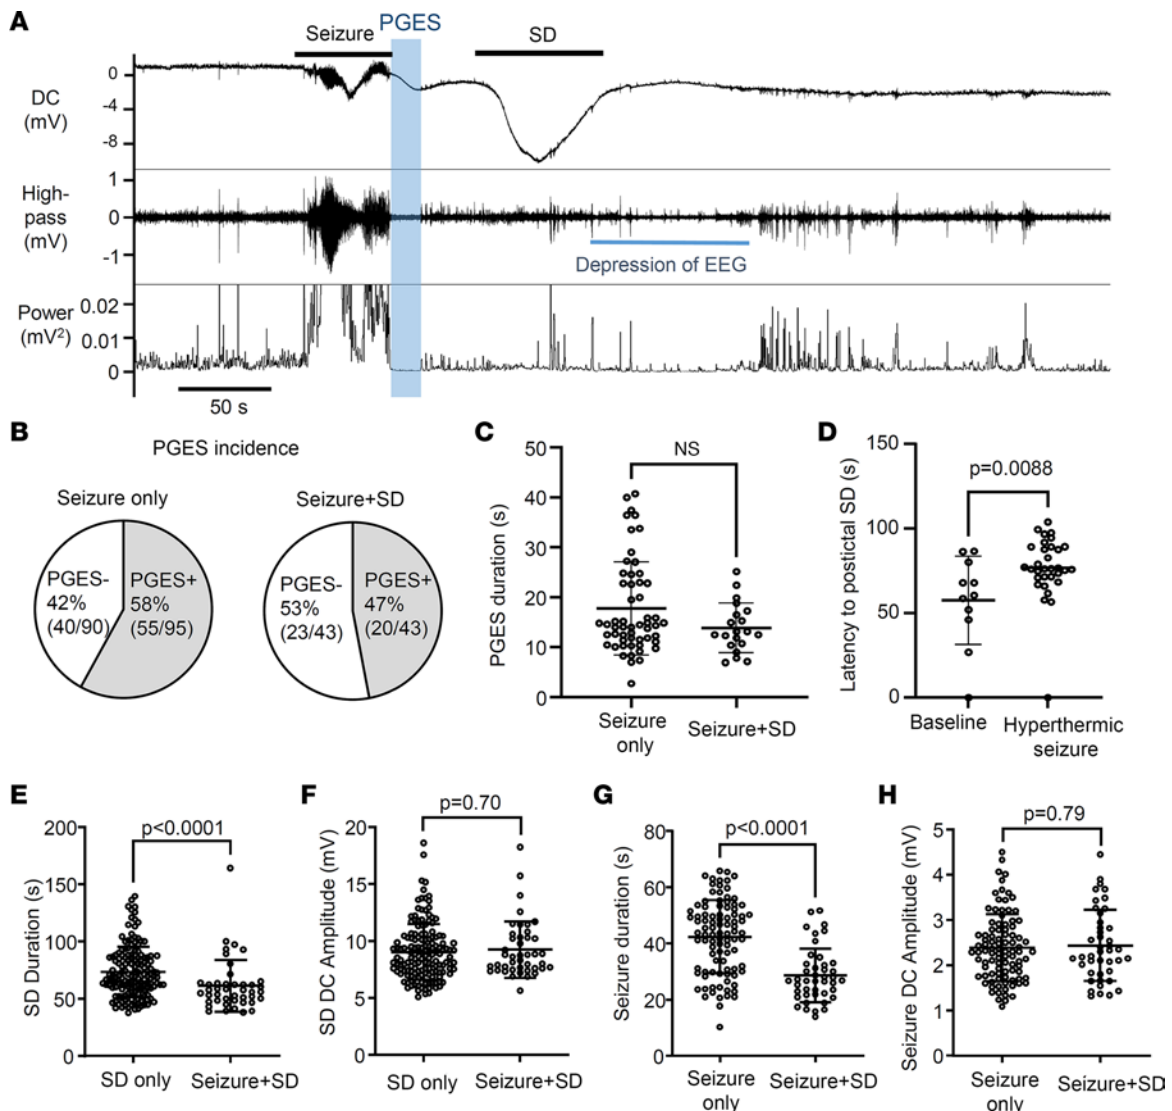 A
Seizure
PGES
SD
DC
(mV)
0
-4
-8
High-
pass
(mV)
1
0
-1
Depression of EEG
Power
(mV2)
0.02
0.01
0
50 s
B
PGES incidence
Seizure only
PGES-
42%
(40/90)
PGES+
58%
(55/95)
Seizure+SD
PGES-
53%
(23/43)
PGES+
47%
(20/43)
C
PGES duration (s)
50
40
30
20
10
0
NS
Seizure
only
Seizure+SD
D
Latency to postictal SD (s)
150
100
50
0
p=0.0088
Baseline
Hyperthermic
seizure
E
SD Duration (s)
200
150
100
50
0
p<0.0001
SD only
Seizure+SD
F
SD DC Amplitude (mV)
20
15
10
5
0
p=0.70
SD only
Seizure+SD
G
Seizure duration (s)
80
60
40
20
0
p<0.0001
Seizure
only
Seizure+SD
H
Seizure DC Amplitude (mV)
5
4
3
2
1
0
p=0.79
Seizure
only
Seizure+SD